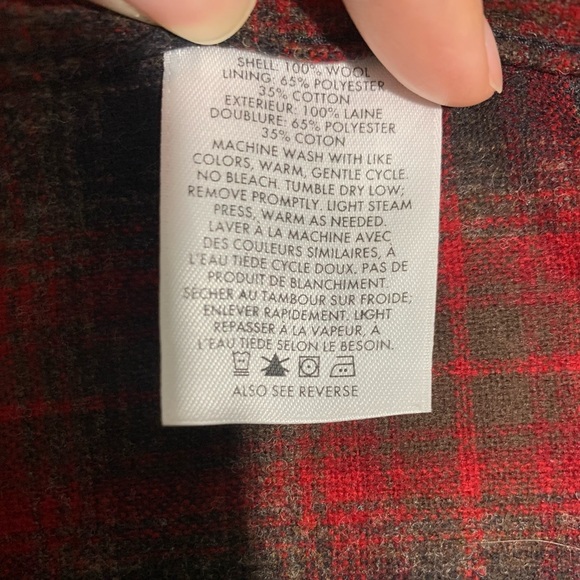 SHELL: 100% WOOL
LINING: 65% POLYESTER
35% COTTON
EXTERIEUR: 100% LAINE
DOUBLURE: 65% POLYESTER
35% COTON
MACHINE WASH WITH LIKE
COLORS, WARM, GENTLE CYCLE.
NO BLEACH. TUMBLE DRY LOW;
REMOVE PROMPTLY. LIGHT STEAM
PRESS, WARM AS NEEDED.
LAVER À LA MACHINE AVEC
DES COULEURS SIMILAIRES, À
L'EAU TIÈDE CYCLE DOUX. PAS DE
PRODUIT DE BLANCHIMENT.
SÉCHER AU TAMBOUR SUR FROIDE;
ENLEVER RAPIDEMENT. LIGHT
REPASSER À LA VAPEUR, À
L'EAU TIÈDE SELON LE BESOIN.
ALSO SEE REVERSE